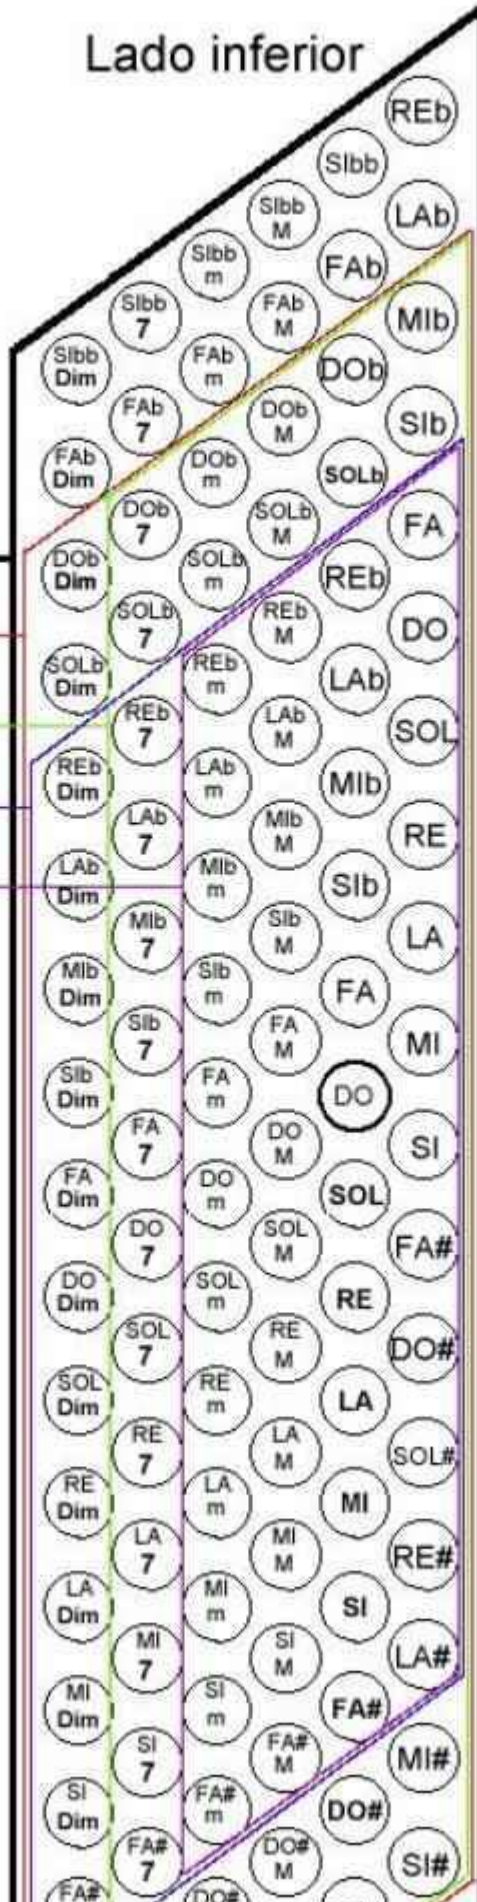 Lado inferior
REb
SIbb
SIbb
M
LAb
SIbb
m
FAb
SIbb
7
FAb
M
MIb
SIbb
Dim
FAb
m
DOb
FAb
7
DOb
M
SIb
FAb
Dim
DOb
m
SOLb
DOb
7
SOLb
M
FA
DOb
Dim
SOLb
m
REb
SOLb
7
REb
M
DO
SOLb
Dim
REb
m
LAb
REb
7
LAb
M
SOL
REb
Dim
LAb
m
MIb
LAb
7
MIb
M
RE
LAb
Dim
MIb
m
SIb
MIb
7
SIb
M
LA
MIb
Dim
SIb
m
FA
SIb
7
FA
M
MI
SIb
Dim
FA
m
DO
FA
7
DO
M
SI
FA
Dim
DO
m
SOL
DO
7
SOL
M
FA#
DO
Dim
SOL
m
RE
SOL
7
RE
M
DO#
SOL
Dim
RE
m
LA
RE
7
LA
M
SOL#
RE
Dim
LA
m
MI
LA
7
MI
M
RE#
LA
Dim
MI
m
SI
MI
7
SI
M
LA#
MI
Dim
SI
m
FA#
SI
7
FA#
M
MI#
SI
Dim
FA#
m
DO#
FA#
7
DO#
M
SI#
FA#
DO#